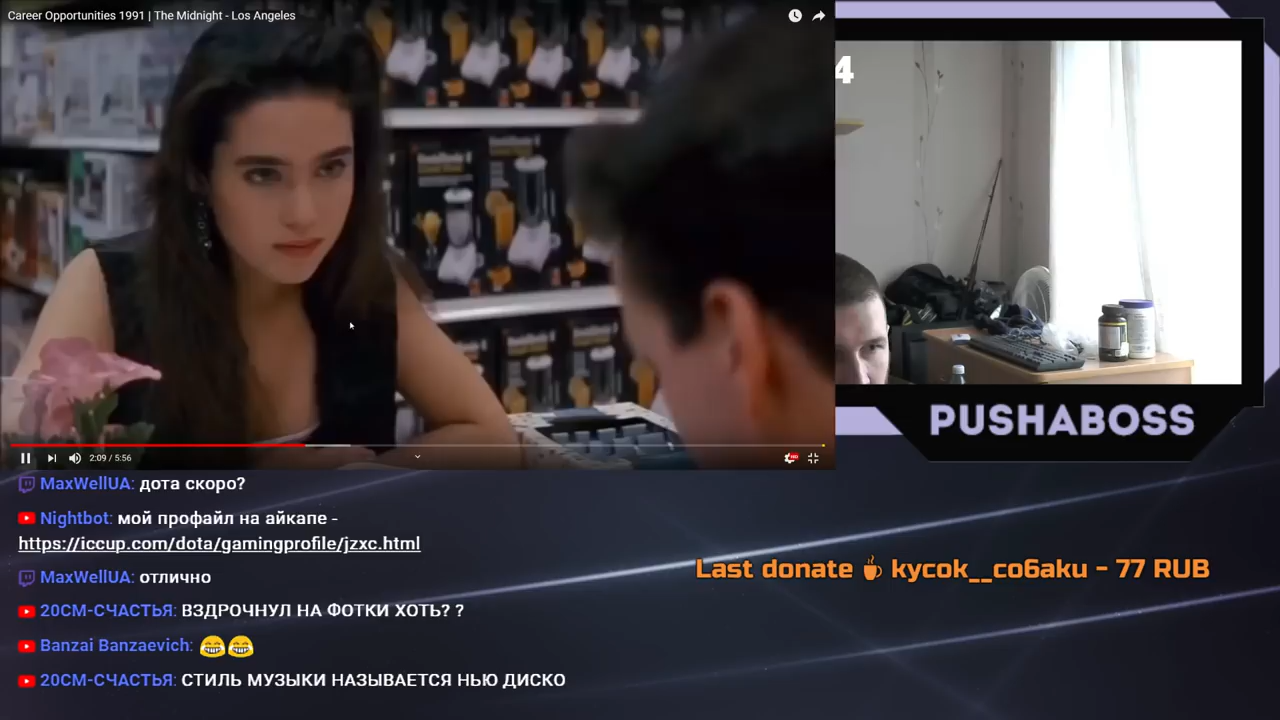 Career Opportunities 1991 | The Midnight - Los Angeles
4
PUSHABOSS
2:09 / 5:56
HD
MaxWellUA: дота скоро?
Nightbot: мой профайл на айкапе -
https://iccup.com/dota/gamingprofile/jzxc.html
MaxWellUA: отлично
20СМ-СЧАСТЬЯ: ВЗДРОЧНУЛ НА ФОТКИ ХОТЬ? ?
Banzai Banzaevich: 😂😂
20СМ-СЧАСТЬЯ: СТИЛЬ МУЗЫКИ НАЗЫВАЕТСЯ НЬЮ ДИСКО
Last donate ☕ kycok__co6aku - 77 RUB